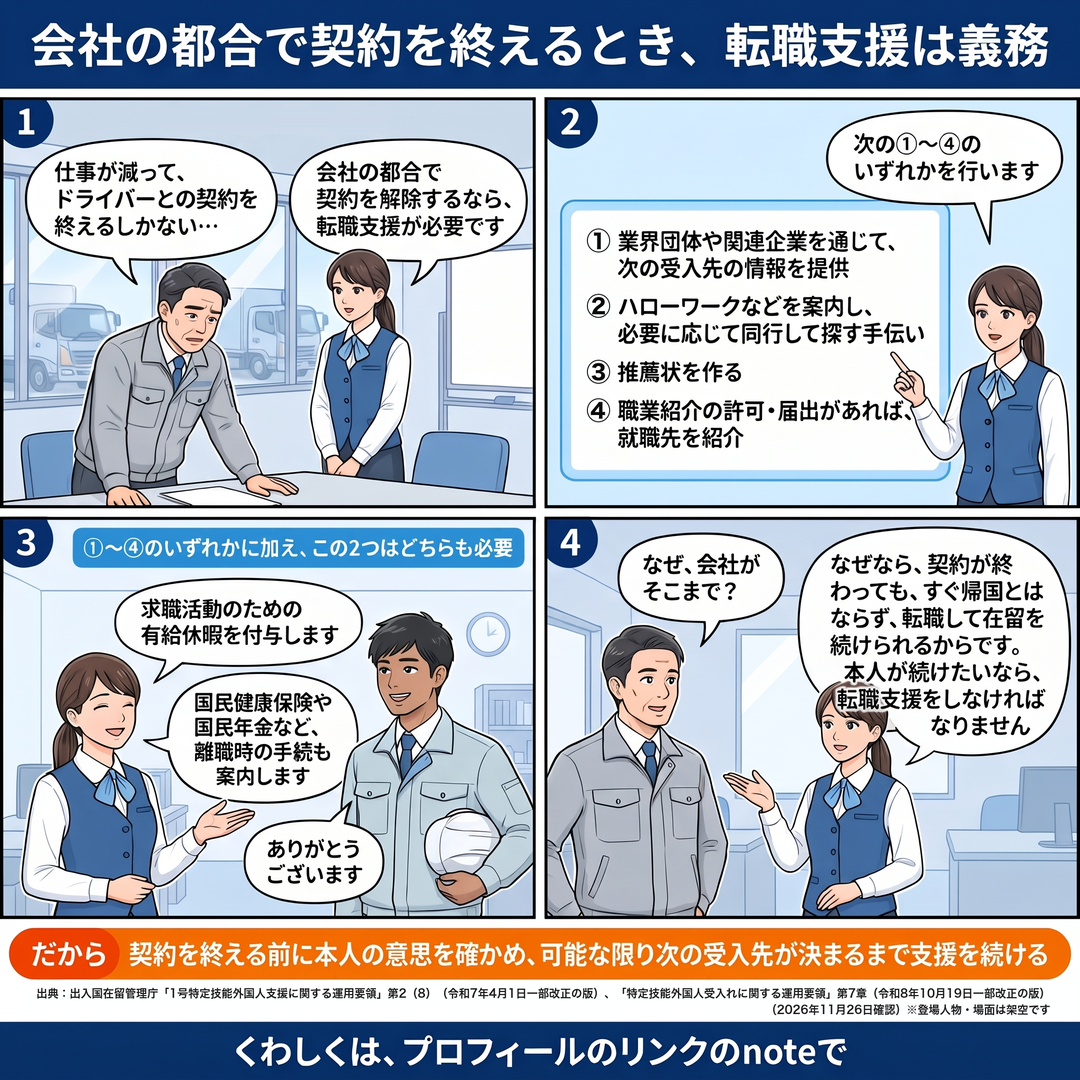 会社の都合で契約を終えるとき、転職支援は義務
1
仕事が減って、
ドライバーとの契約を
終えるしかない…
会社の都合で
契約を解除するなら、
転職支援が必要です
2
次の①〜④の
いずれかを行います
① 業界団体や関連企業を通じて、
次の受入先の情報を提供
② ハローワークなどを案内し、
必要に応じて同行して探す手伝い
③ 推薦状を作る
④ 職業紹介の許可・届出があれば、
就職先を紹介
3
①〜④のいずれかに加え、この2つはどちらも必要
求職活動のための
有給休暇を付与します
国民健康保険や
国民年金など、
離職時の手続も
案内します
ありがとう
ございます
4
なぜ、会社が
そこまで？
なぜなら、契約が終
わっても、すぐ帰国とは
ならず、転職して在留を
続けられるからです。
本人が続けたいなら、
転職支援をしなければ
なりません
だから 契約を終える前に本人の意思を確かめ、可能な限り次の受入先が決まるまで支援を続ける
出典：出入国在留管理庁「1号特定技能外国人支援に関する運用要領」第2（8）（令和7年4月1日一部改正の版）、「特定技能外国人受入れに関する運用要領」第7章（令和8年10月19日一部改正の版）
（2026年11月26日確認）※登場人物・場面は架空です
くわしくは、プロフィールのリンクのnoteで